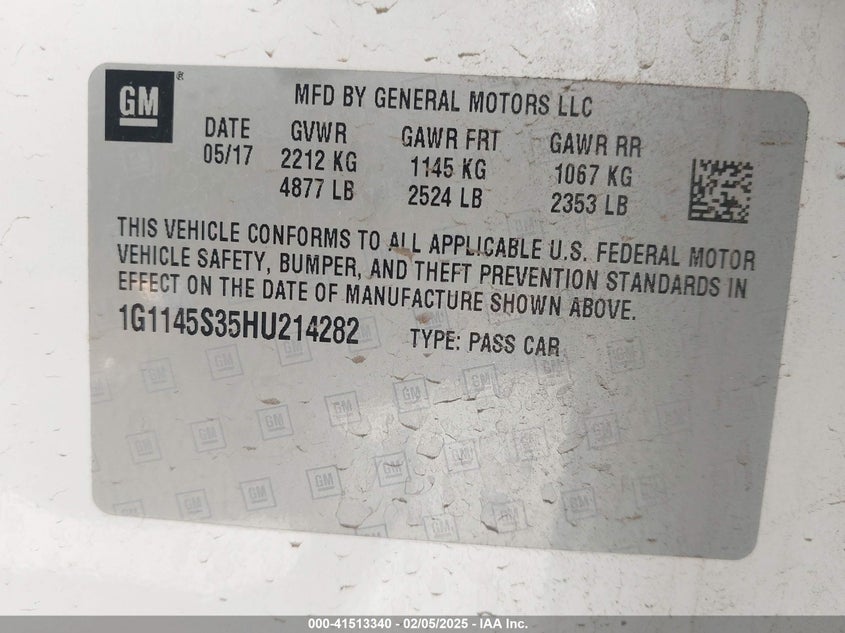 GM ®
MFD BY GENERAL MOTORS LLC
DATE GVWR GAWR FRT GAWR RR
05/17 2212 KG 1145 KG 1067 KG
4877 LB 2524 LB 2353 LB
THIS VEHICLE CONFORMS TO ALL APPLICABLE U.S. FEDERAL MOTOR
VEHICLE SAFETY, BUMPER, AND THEFT PREVENTION STANDARDS IN
EFFECT ON THE DATE OF MANUFACTURE SHOWN ABOVE.
1G1145S35HU214282 TYPE: PASS CAR
000-41513340 - 02/05/2025 - IAA Inc.